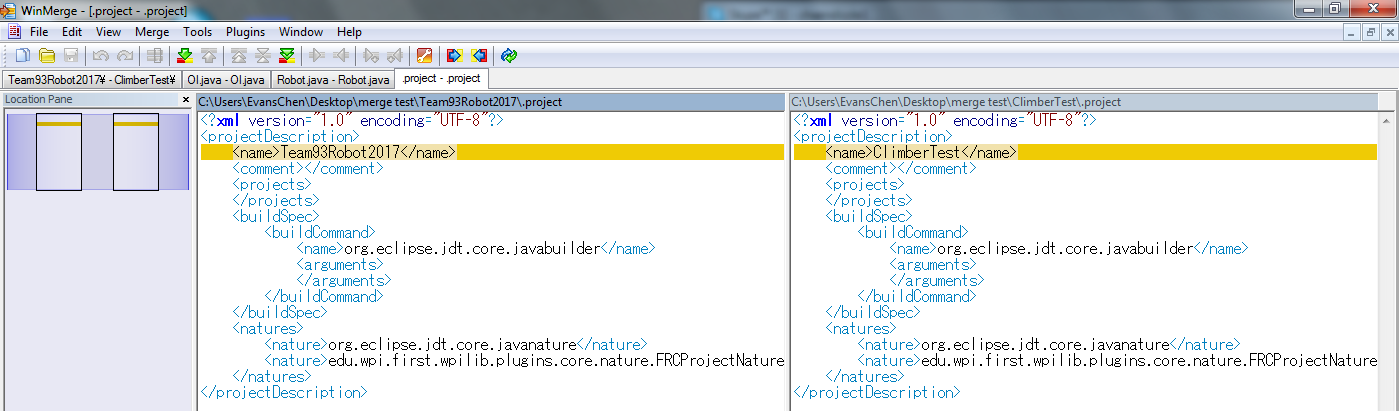 WinMerge - [.project - .project]
File Edit View Merge Tools Plugins Window Help
Team93Robot2017¥ - ClimberTest¥ OI.java - OI.java Robot.java - Robot.java .project - .project
Location Pane
C:\Users\EvansChen\Desktop\merge test\Team93Robot2017\.project
<?xml version="1.0" encoding="UTF-8"?>
<projectDescription>
<name>Team93Robot2017</name>
<comment></comment>
<projects>
</projects>
<buildSpec>
<buildCommand>
<name>org.eclipse.jdt.core.javabuilder</name>
<arguments>
</arguments>
</buildCommand>
</buildSpec>
<natures>
<nature>org.eclipse.jdt.core.javanature</nature>
<nature>edu.wpi.first.wpilib.plugins.core.nature.FRCProjectNature
</natures>
</projectDescription>
C:\Users\EvansChen\Desktop\merge test\ClimberTest\.project
<?xml version="1.0" encoding="UTF-8"?>
<projectDescription>
<name>ClimberTest</name>
<comment></comment>
<projects>
</projects>
<buildSpec>
<buildCommand>
<name>org.eclipse.jdt.core.javabuilder</name>
<arguments>
</arguments>
</buildCommand>
</buildSpec>
<natures>
<nature>org.eclipse.jdt.core.javanature</nature>
<nature>edu.wpi.first.wpilib.plugins.core.nature.FRCProjectNature
</natures>
</projectDescription>